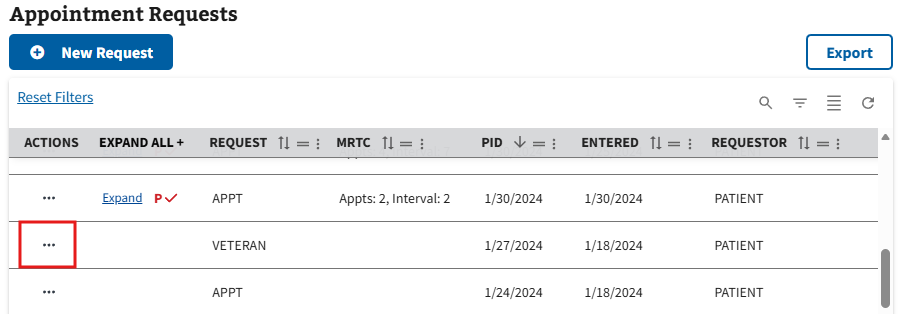 Appointment Requests
New Request
Export
Reset Filters
ACTIONS EXPAND ALL + REQUEST MRTC PID ENTERED REQUESTOR
... Expand P APPT Appts: 2, Interval: 2 1/30/2024 1/30/2024 PATIENT
... VETERAN 1/27/2024 1/18/2024 PATIENT
... APPT 1/24/2024 1/18/2024 PATIENT